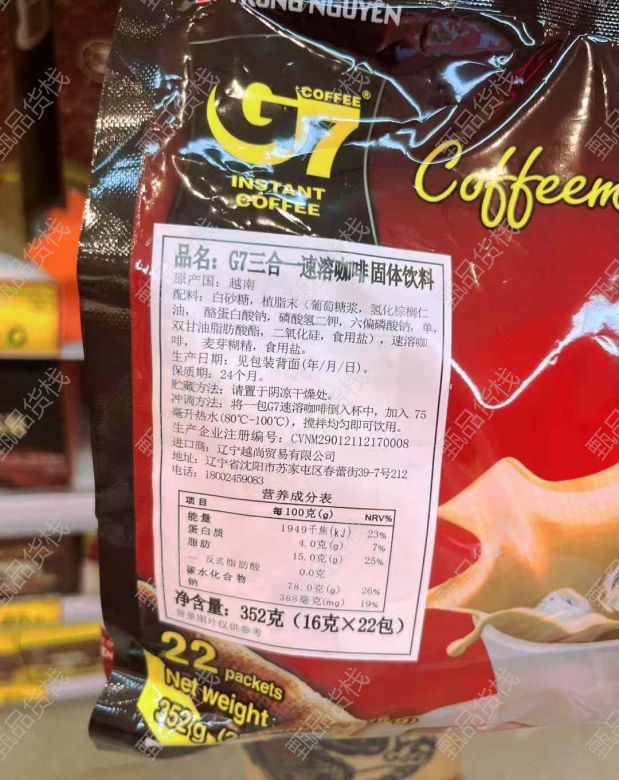 TRUNG NGUYÊN
G7
COFFEE®
INSTANT
COFFEE
Coffeem
品名：G7三合一速溶咖啡固体饮料
原产国：越南
配料：白砂糖，植脂末（葡萄糖浆，氢化棕榈仁
油，酪蛋白酸钠，磷酸氢二钾，六偏磷酸钠，单，
双甘油脂肪酸酯，二氧化硅，食用盐），速溶咖
啡，麦芽糊精，食用盐。
生产日期：见包装背面(年/月/日)。
保质期：24个月。
贮藏方法：请置于阴凉干燥处。
冲调方法：将一包G7速溶咖啡倒入杯中，加入 75
毫升热水(80℃-100℃)，搅拌均匀即可饮用。
生产企业注册编号：CVNM29012112170008
进口商：辽宁越尚贸易有限公司
地址：辽宁省沈阳市苏家屯区春蕾街39-7号212
电话：18002459083
营养成分表
项目 每100克(g) NRV%
能量 1949千焦(kJ) 23%
蛋白质 4.0克(g) 7%
脂肪 15.0克(g) 25%
－反式脂肪酸 0.0克
碳水化合物 78.0克(g) 26%
钠 388毫克(mg) 19%
净含量：352克（16克×22包）
背景图片仅供参考
22 packets
Net weight
352g
甄品货栈